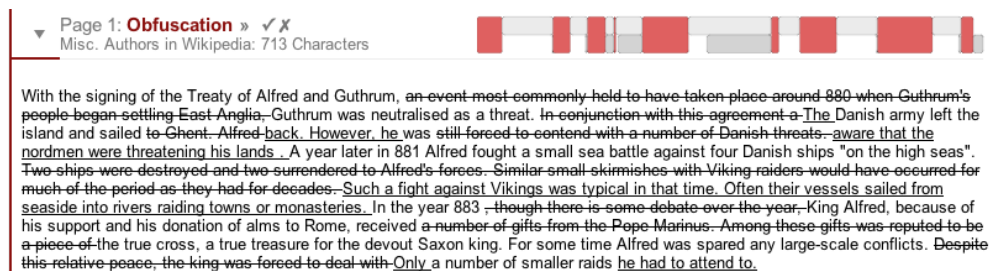 Page 1: Obfuscation » ✓✗
Misc. Authors in Wikipedia: 713 Characters
With the signing of the Treaty of Alfred and Guthrum, an event most commonly held to have taken place around 880 when Guthrum's
people began settling East Anglia, Guthrum was neutralised as a threat. In conjunction with this agreement a The Danish army left the
island and sailed to Ghent. Alfred back. However, he was still forced to contend with a number of Danish threats. aware that the
nordmen were threatening his lands . A year later in 881 Alfred fought a small sea battle against four Danish ships "on the high seas".
Two ships were destroyed and two surrendered to Alfred's forces. Similar small skirmishes with Viking raiders would have occurred for
much of the period as they had for decades. Such a fight against Vikings was typical in that time. Often their vessels sailed from
seaside into rivers raiding towns or monasteries. In the year 883 , though there is some debate over the year, King Alfred, because of
his support and his donation of alms to Rome, received a number of gifts from the Pope Marinus. Among these gifts was reputed to be
a piece of the true cross, a true treasure for the devout Saxon king. For some time Alfred was spared any large-scale conflicts. Despite
this relative peace, the king was forced to deal with Only a number of smaller raids he had to attend to.